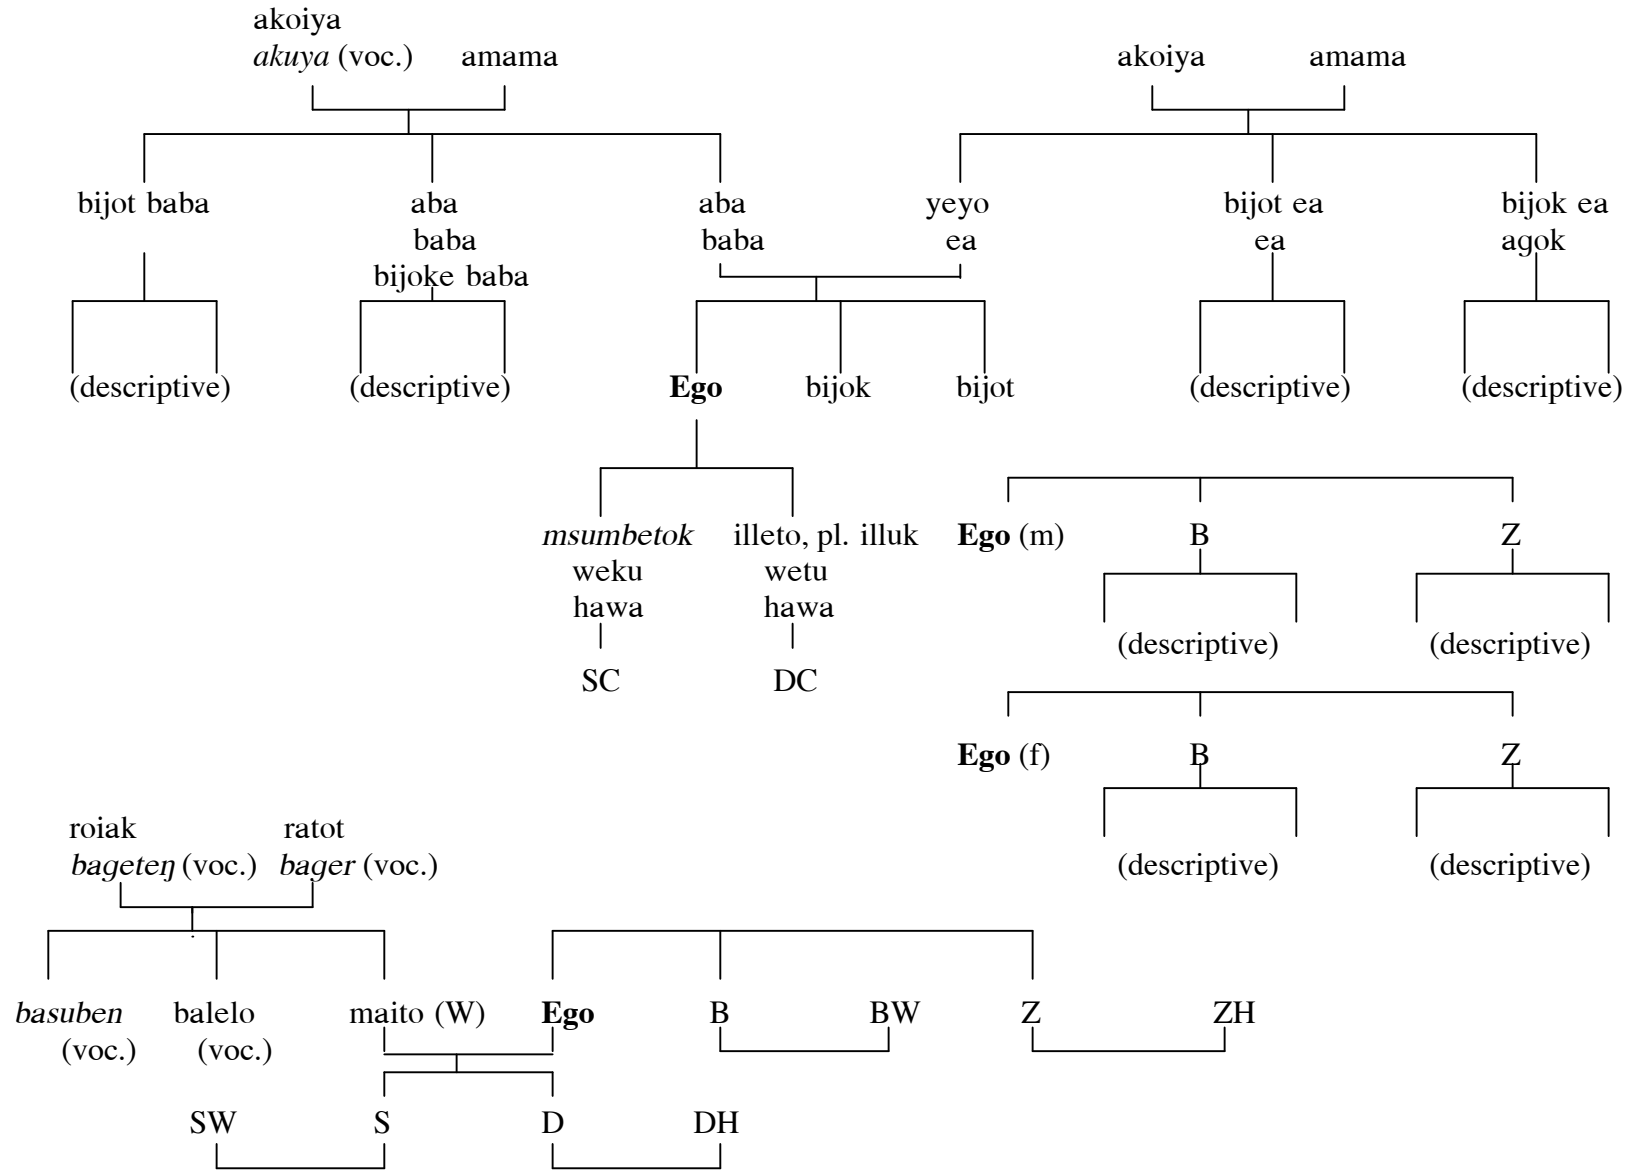 akoiya
akuya (voc.) amama akoiya amama
bijot baba aba aba yeyo bijot ea bijok ea
baba baba ea ea agok
bijoke baba
(descriptive) (descriptive) Ego bijok bijot (descriptive) (descriptive)
msumbetok illeto, pl. illuk Ego (m) B Z
weku wetu
hawa hawa
(descriptive) (descriptive)
SC DC
Ego (f) B Z
roiak ratot
bageteŋ (voc.) bager (voc.) (descriptive) (descriptive)
basuben balelo maito (W) Ego B BW Z ZH
(voc.) (voc.)
SW S D DH